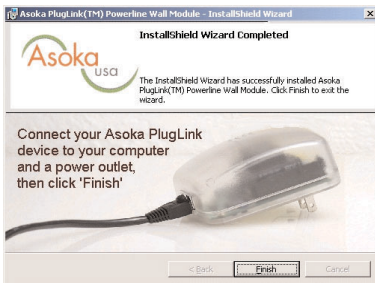 Asoka PlugLink(TM) Powerline Wall Module - InstallShield Wizard
InstallShield Wizard Completed
Asoka
usa
The InstallShield Wizard has successfully installed Asoka
PlugLink(TM) Powerline Wall Module. Click Finish to exit the
wizard.
Connect your Asoka PlugLink
device to your computer
and a power outlet,
then click 'Finish'
< Back
Finish
Cancel